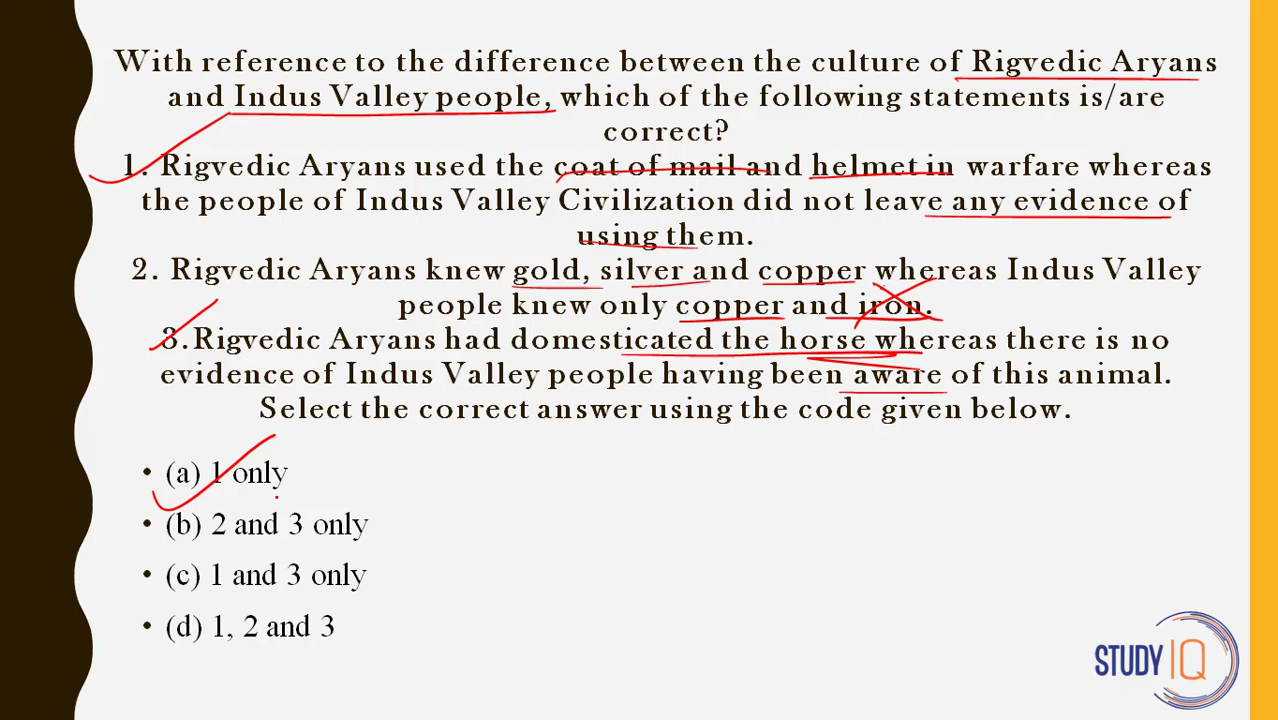 With reference to the difference between the culture of Rigvedic Aryans
and Indus Valley people, which of the following statements is/are
correct?
1. Rigvedic Aryans used the coat of mail and helmet in warfare whereas
the people of Indus Valley Civilization did not leave any evidence of
using them.
2. Rigvedic Aryans knew gold, silver and copper whereas Indus Valley
people knew only copper and iron.
3.Rigvedic Aryans had domesticated the horse whereas there is no
evidence of Indus Valley people having been aware of this animal.
Select the correct answer using the code given below.
• (a) 1 only
• (b) 2 and 3 only
• (c) 1 and 3 only
• (d) 1, 2 and 3
STUDY IQ